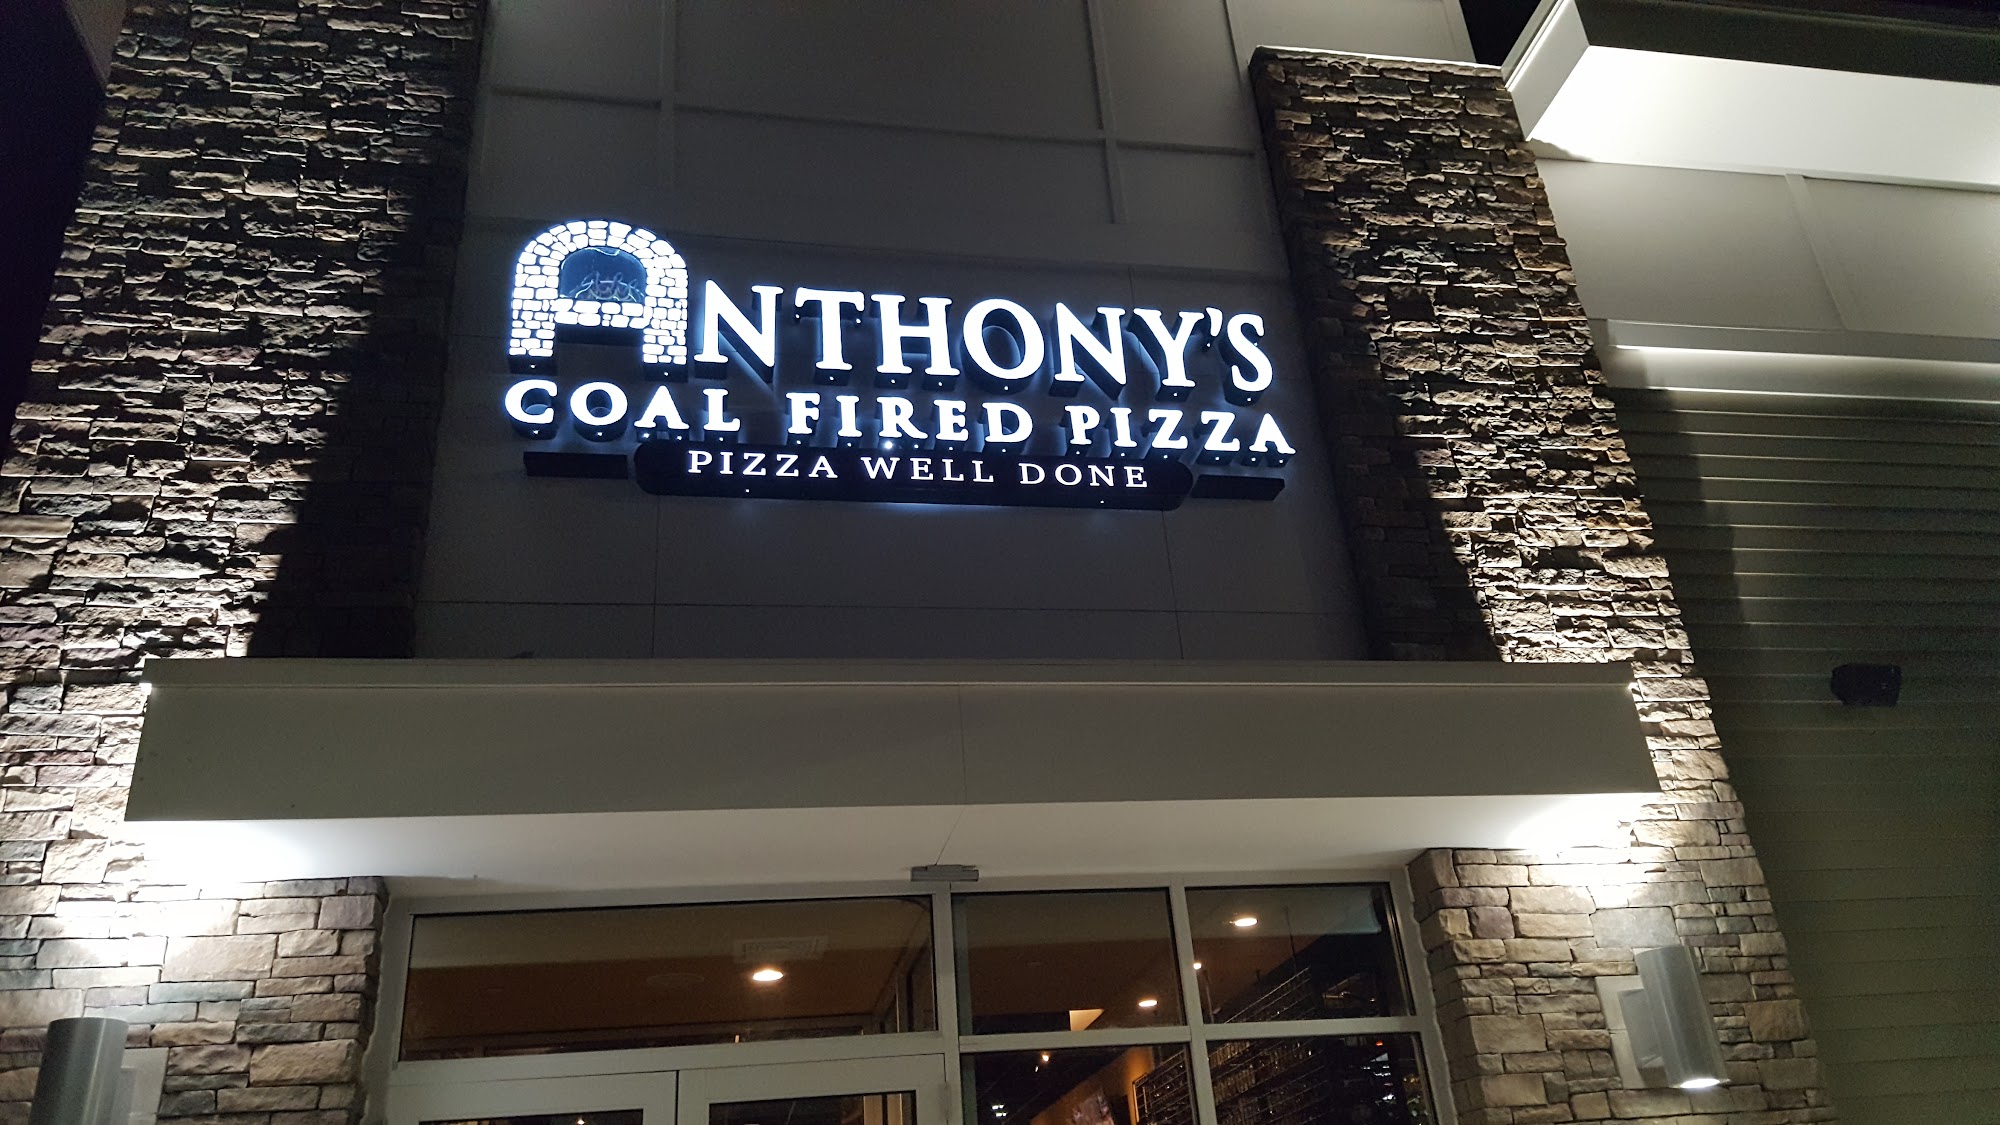 ANTHONY'S
COAL FIRED PIZZA
PIZZA WELL DONE